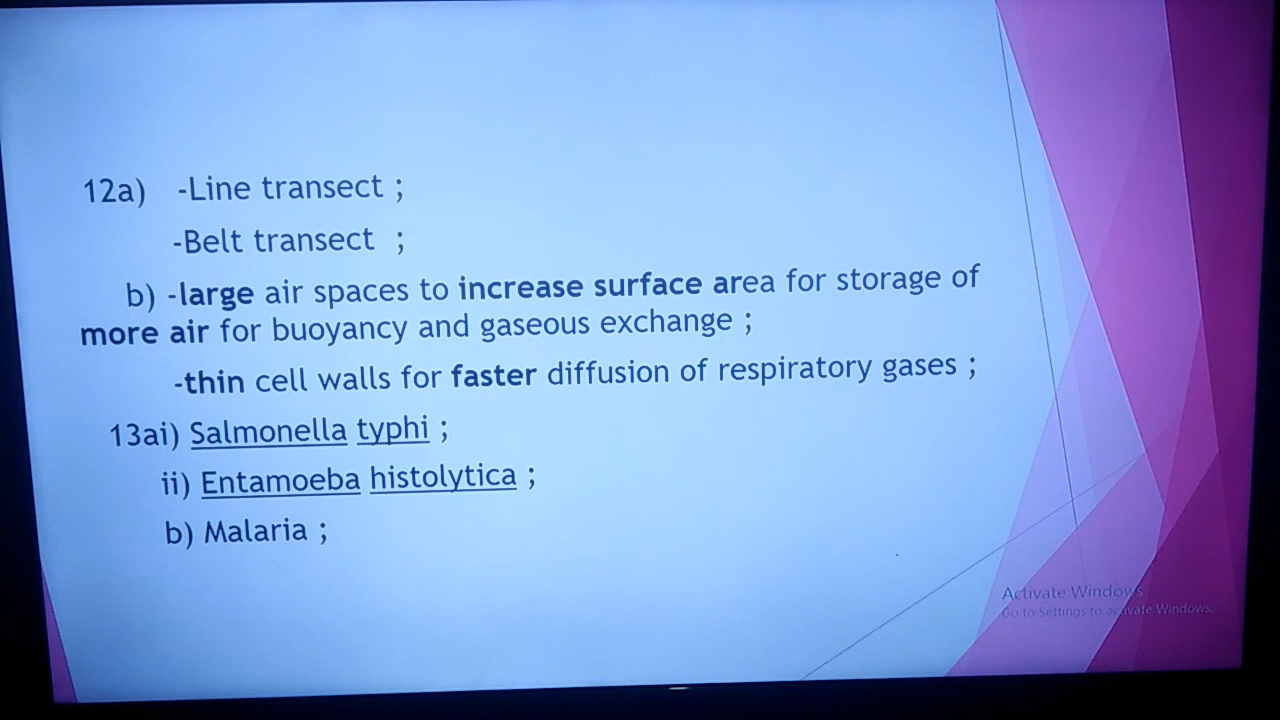 12a) -Line transect ;
-Belt transect ;
b) -large air spaces to increase surface area for storage of
more air for buoyancy and gaseous exchange ;
-thin cell walls for faster diffusion of respiratory gases ;
13ai) Salmonella typhi ;
ii) Entamoeba histolytica ;
b) Malaria ;
Activate Windows
Go to Settings to activate Windows.